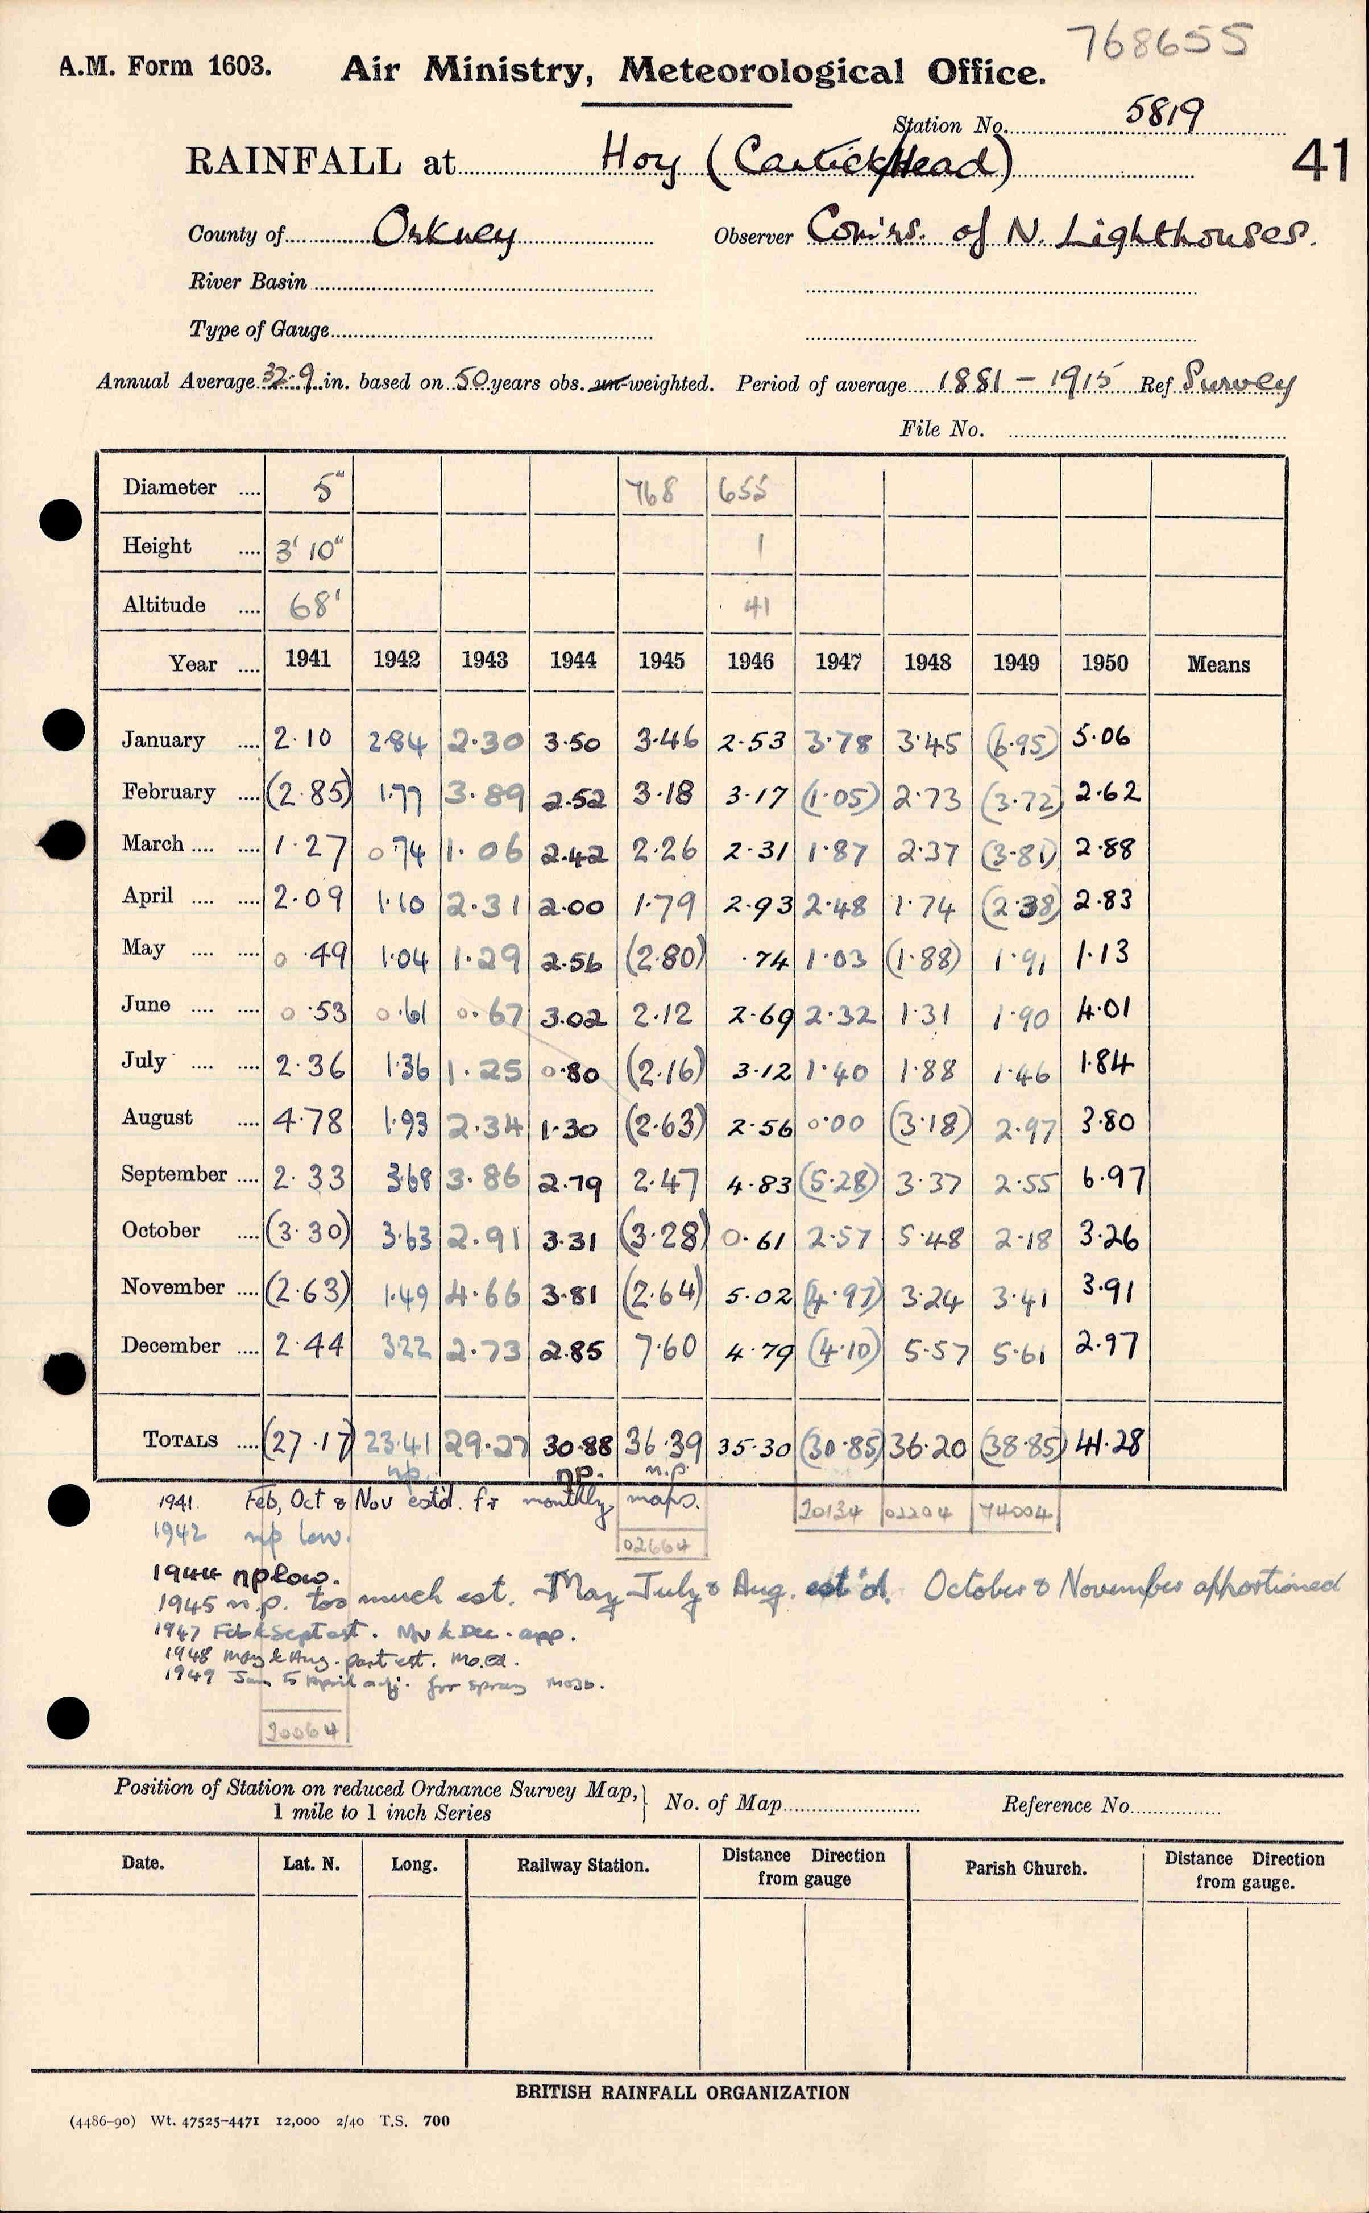 768655
A.M. Form 1603. Air Ministry, Meteorological Office.
Station No. 5819
RAINFALL at Hoy (Cantick Head) 41
County of Orkney Observer Com'rs. of N. Lighthouses.
River Basin
Type of Gauge
Annual Average 32.9 in. based on 50 years obs. un-weighted. Period of average 1881 – 1915 Ref Survey
File No.
Diameter .... 5" 768 655
Height .... 3' 10" 1
Altitude .... 68' 41
Year .... 1941 1942 1943 1944 1945 1946 1947 1948 1949 1950 Means
January .... 2.10 2.84 2.30 3.50 3.46 2.53 3.78 3.45 (6.95) 5.06
February .... (2.85) 1.77 3.89 2.52 3.18 3.17 (1.05) 2.73 (3.72) 2.62
March .... .... 1.27 0.74 1.06 2.42 2.26 2.31 1.87 2.37 (3.81) 2.88
April .... .... 2.09 1.10 2.31 2.00 1.79 2.93 2.48 1.74 (2.38) 2.83
May .... .... 0.49 1.04 1.29 2.56 (2.80) .74 1.03 (1.88) 1.91 1.13
June .... .... 0.53 0.61 0.67 3.02 2.12 2.69 2.32 1.31 1.90 4.01
July .... .... 2.36 1.36 1.25 0.80 (2.16) 3.12 1.40 1.88 1.46 1.84
August .... 4.78 1.93 2.34 1.30 (2.63) 2.56 0.00 (3.18) 2.97 3.80
September .... 2.33 3.68 3.86 2.79 2.47 4.83 (5.28) 3.37 2.55 6.97
October .... (3.30) 3.63 2.91 3.31 (3.28) 0.61 2.57 5.48 2.18 3.26
November .... (2.63) 1.49 4.66 3.81 (2.64) 5.02 (4.97) 3.24 3.41 3.91
December .... 2.44 3.22 2.73 2.85 7.60 4.79 (4.10) 5.57 5.61 2.97
TOTALS .... (27.17) 23.41 29.27 30.88 36.39 35.30 (30.85) 36.20 (38.85) 41.28
np. np. n.p.
1941. Feb, Oct & Nov est'd. fr monthly maps. 20134 02204 74004
1942 np low. 02664
1944 np low.
1945 n.p. too much est. May July & Aug. est'd. October & November apportioned
1947 Feb & Sept est. Nv & Dec. app.
1948 May & Aug. part est. Mo.
1949 Jan to April adj. for spray
20064
Position of Station on reduced Ordnance Survey Map, 1 mile to 1 inch Series No. of Map Reference No.
Date. Lat. N. Long. Railway Station. Distance from gauge Direction Parish Church. Distance Direction from gauge.
BRITISH RAINFALL ORGANIZATION
(4486-90) Wt. 47525-4471 12,000 2/40 T.S. 700